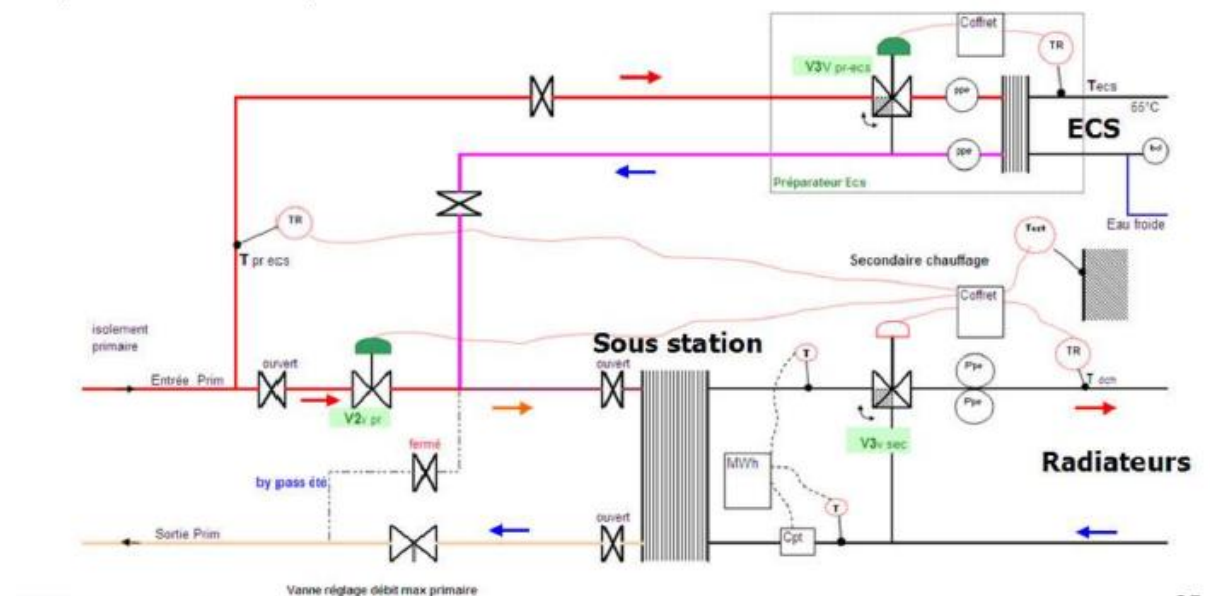 Coffret
TR
V3V pr-ecs
ppe
Tecs
55°C
ECS
ppe
Préparateur Ecs
Eau froide
TR
T pr ecs
Text
Secondaire chauffage
Coffret
isolement
primaire
Sous station
ouvert
ouvert
T
TR
Entrée Prim
Ppe
Ppe
V2v pr
V3v sec
fermé
MWh
Radiateurs
by pass été
T
ouvert
Sortie Prim
Cpt
Vanne réglage débit max primaire